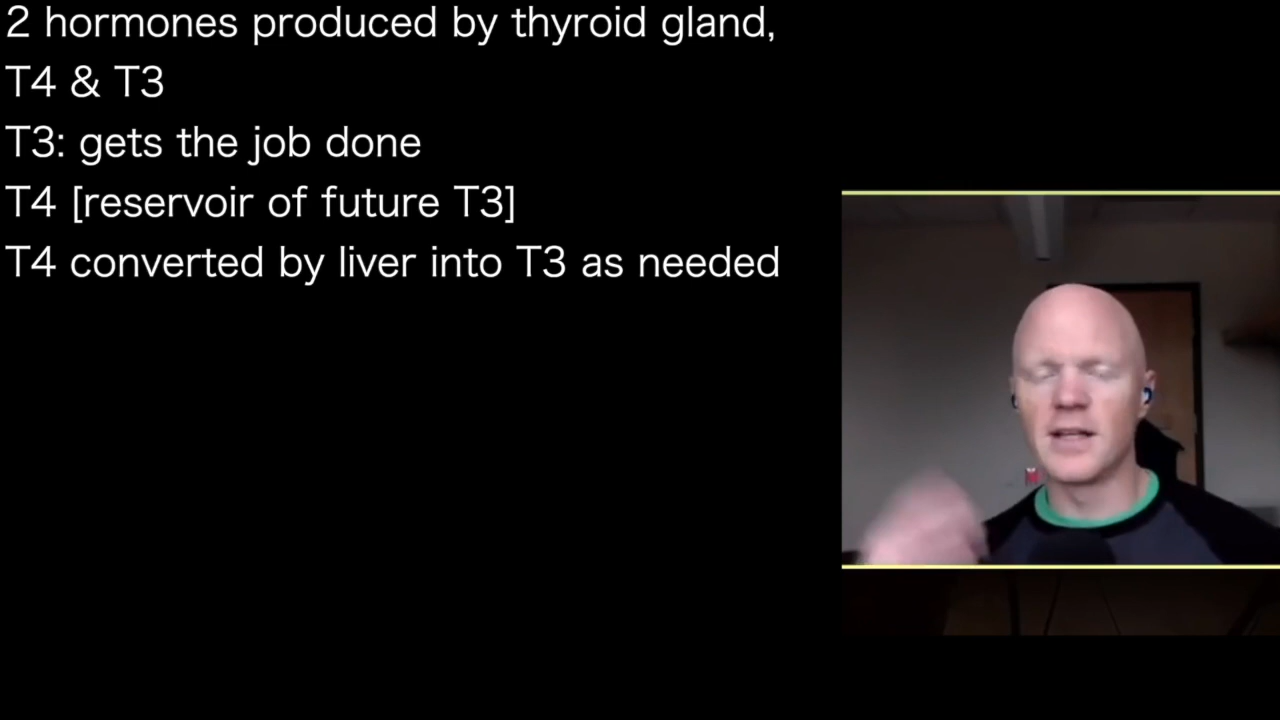 2 hormones produced by thyroid gland,
T4 & T3
T3: gets the job done
T4 [reservoir of future T3]
T4 converted by liver into T3 as needed